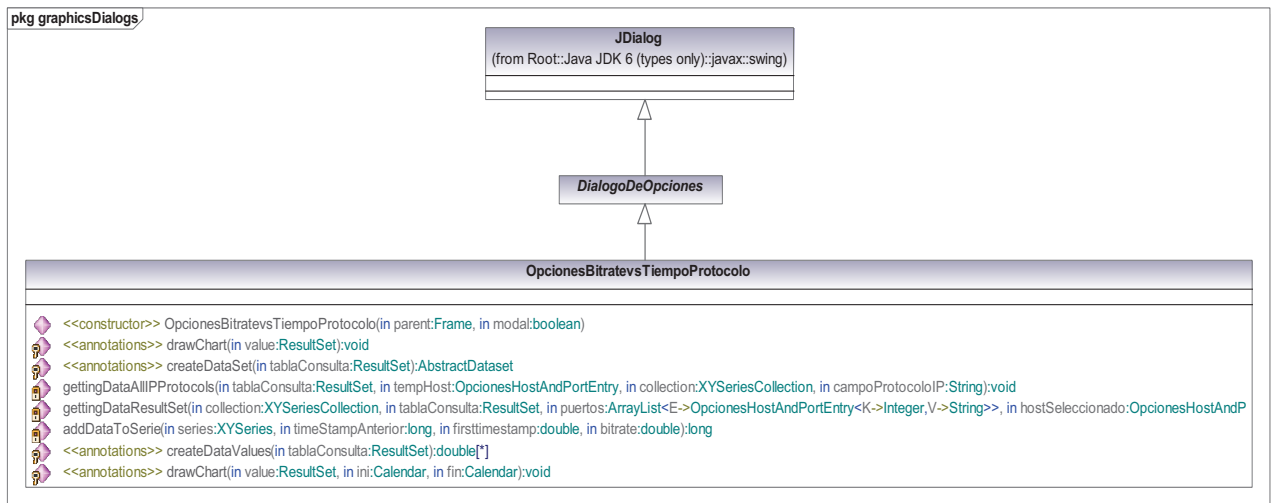 pkg graphicsDialogs
JDialog
(from Root::Java JDK 6 (types only)::javax::swing)
DialogoDeOpciones
OpcionesBitratevsTiempoProtocolo
<<constructor>> OpcionesBitratevsTiempoProtocolo(in parent:Frame, in modal:boolean)
<<annotations>> drawChart(in value:ResultSet):void
<<annotations>> createDataSet(in tablaConsulta:ResultSet):AbstractDataset
gettingDataAllIPProtocols(in tablaConsulta:ResultSet, in tempHost:OpcionesHostAndPortEntry, in collection:XYSeriesCollection, in campoProtocoloIP:String):void
gettingDataResultSet(in collection:XYSeriesCollection, in tablaConsulta:ResultSet, in puertos:ArrayList<E->OpcionesHostAndPortEntry<K->Integer,V->String>>, in hostSeleccionado:OpcionesHostAndP
addDataToSerie(in series:XYSeries, in timeStampAnterior:long, in firsttimestamp:double, in bitrate:double):long
<<annotations>> createDataValues(in tablaConsulta:ResultSet):double[*]
<<annotations>> drawChart(in value:ResultSet, in ini:Calendar, in fin:Calendar):void